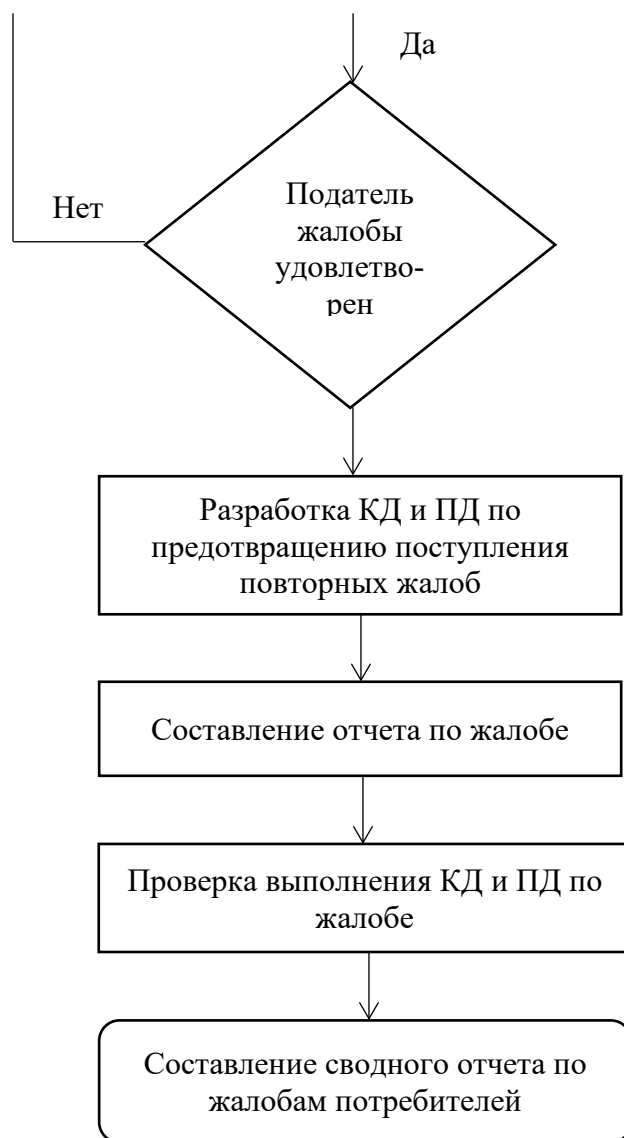 Да
Нет
Податель
жалобы
удовлетво-
рен
Разработка КД и ПД по
предотвращению поступления
повторных жалоб
Составление отчета по жалобе
Проверка выполнения КД и ПД по
жалобе
Составление сводного отчета по
жалобам потребителей